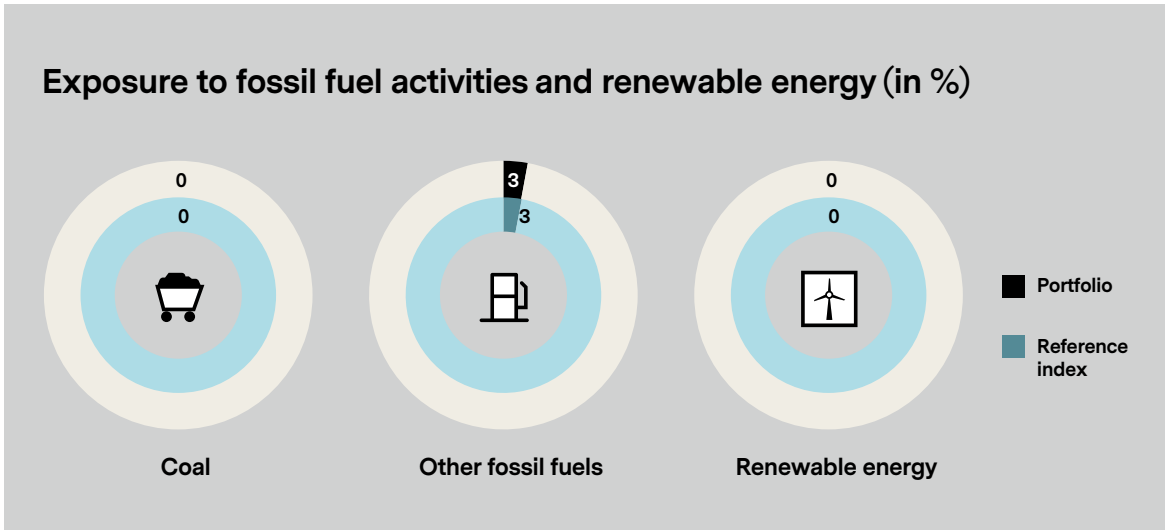 Exposure to fossil fuel activities and renewable energy (in %)
0
0
3
3
0
0
Portfolio
Reference
index
Coal
Other fossil fuels
Renewable energy